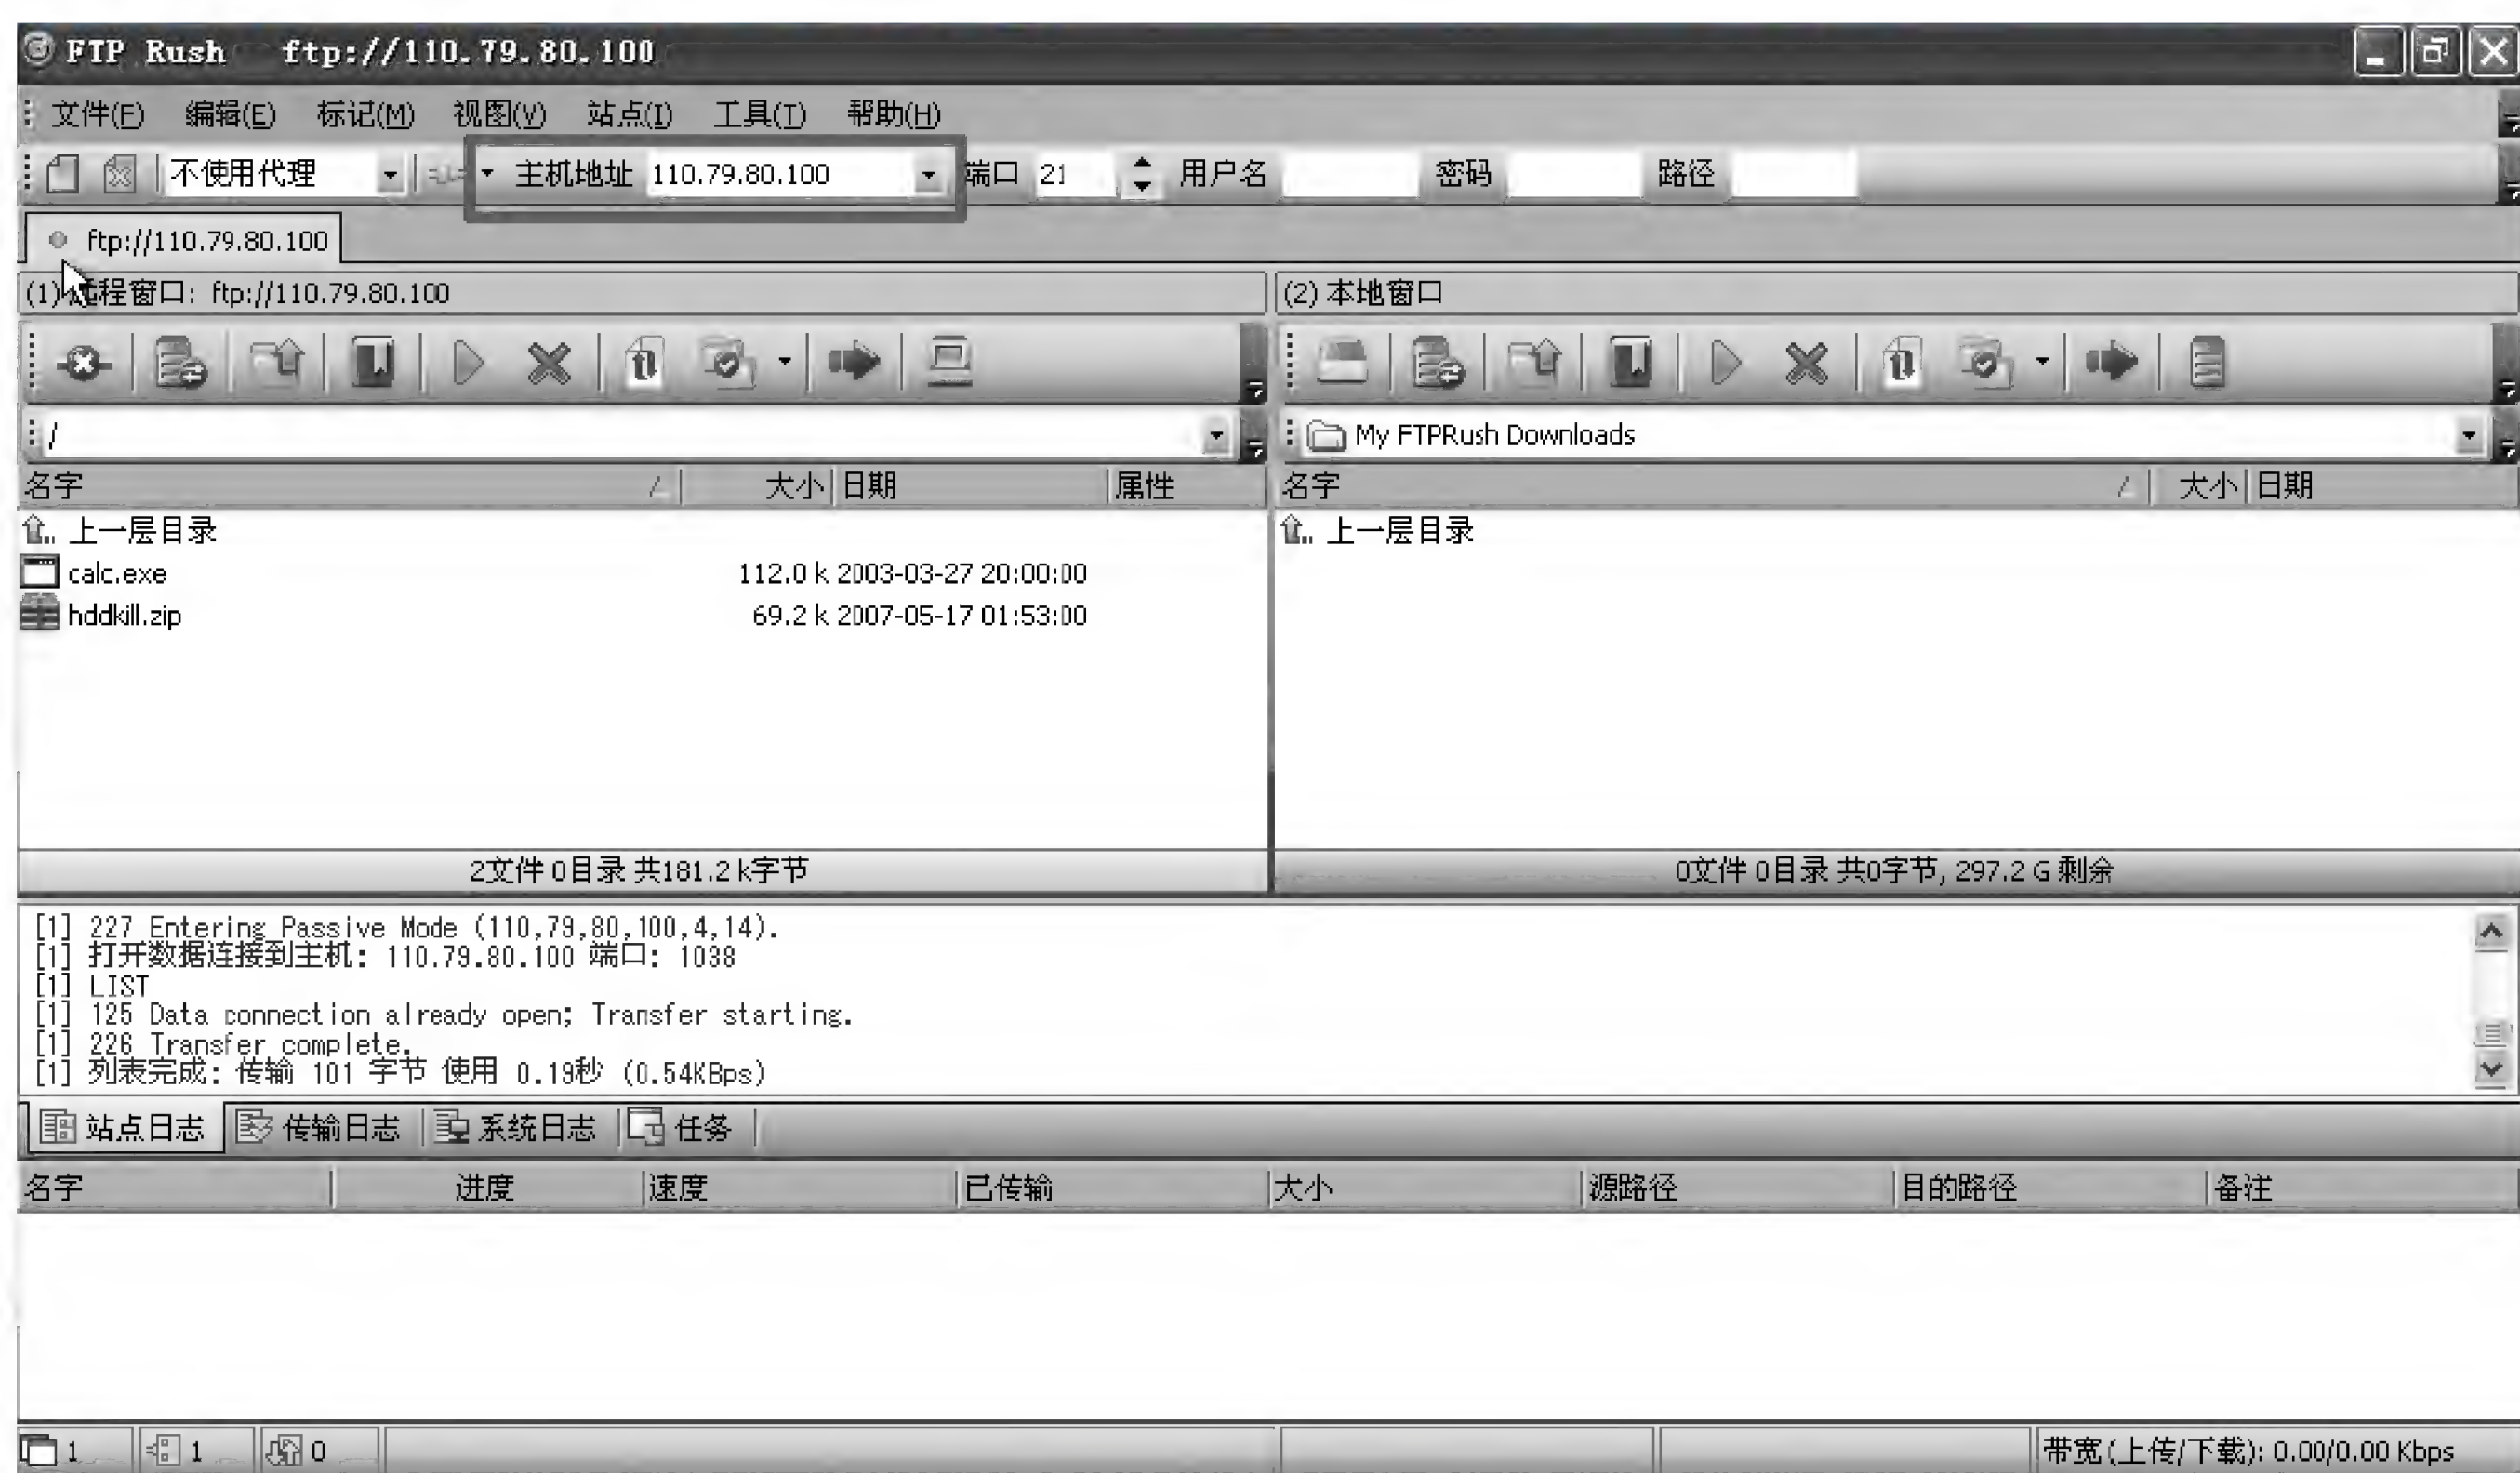 FTP Rush ftp://110.79.80.100
文件(F) 编辑(E) 标记(M) 视图(V) 站点(I) 工具(T) 帮助(H)
不使用代理 主机地址 110.79.80.100 端口 21 用户名 密码 路径
ftp://110.79.80.100
(1) 远程窗口: ftp://110.79.80.100
(2) 本地窗口
/
My FTPRush Downloads
名字 大小 日期 属性
名字 大小 日期
上一层目录
上一层目录
calc.exe 112.0 k 2003-03-27 20:00:00
hddkill.zip 69.2 k 2007-05-17 01:53:00
2文件 0目录 共181.2 k字节
0文件 0目录 共0字节, 297.2 G 剩余
[1] 227 Entering Passive Mode (110,79,80,100,4,14).
[1] 打开数据连接到主机: 110.79.80.100 端口: 1038
[1] LIST
[1] 125 Data connection already open; Transfer starting.
[1] 226 Transfer complete.
[1] 列表完成: 传输 101 字节 使用 0.19秒 (0.54KBps)
站点日志 传输日志 系统日志 任务
名字 进度 速度 已传输 大小 源路径 目的路径 备注
1 1 0 带宽(上传/下载): 0.00/0.00 Kbps